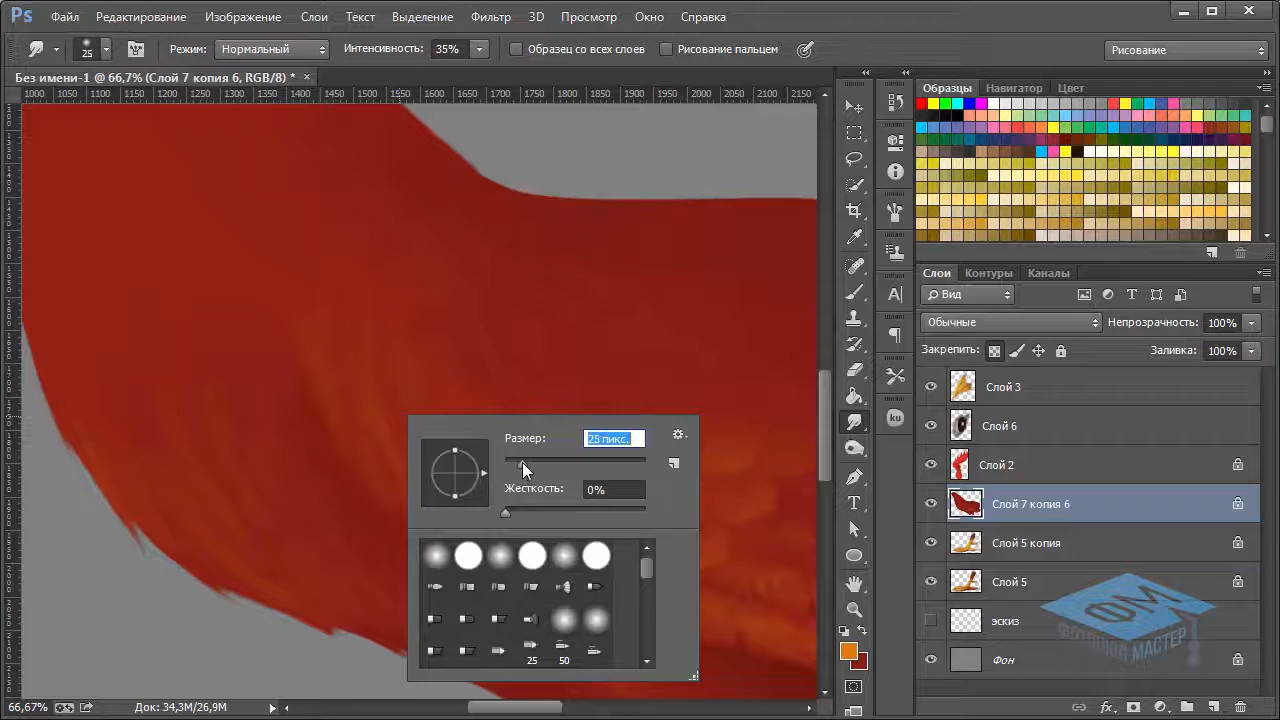 Ps Файл Редактирование Изображение Слои Текст Выделение Фильтр 3D Просмотр Окно Справка
25 Режим: Нормальный Интенсивность: 35% Образец со всех слоев Рисование пальцем Рисование
Без имени-1 @ 66,7% (Слой 7 копия 6, RGB/8) * ×
1000 1050 1100 1150 1200 1250 1300 1350 1400 1450 1500 1550 1600 1650 1700 1750 1800 1850 1900 1950 2000 2050 2100 2150
Образцы Навигатор Цвет
Слои Контуры Каналы
Вид
Обычные Непрозрачность: 100%
Закрепить: Заливка: 100%
Слой 3
Слой 6
Слой 2
Слой 7 копия 6
Слой 5 копия
Слой 5
эскиз
Фон
ku
Размер: 25 пикс.
Жесткость: 0%
25 50
ФМ
ФОТОШОП МАСТЕР
66,67% Док: 34,3M/26,9M